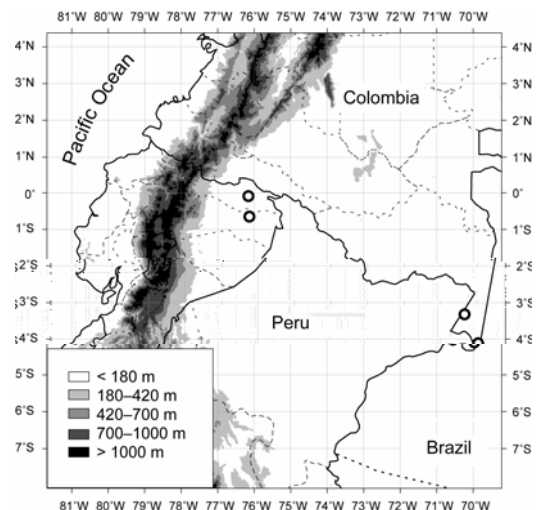 81°W 80°W 79°W 78°W 77°W 76°W 75°W 74°W 73°W 72°W 71°W 70°W
4°N 4°N
3°N 3°N
Colombia
Pacific Ocean
2°N 2°N
1°N 1°N
0° 0°
1°S 1°S
2°S 2°S
3°S 3°S
Peru
4°S 4°S
< 180 m 5°S
180–420 m
420–700 m 6°S
700–1000 m
Brazil 7°S
> 1000 m
81°W 80°W 79°W 78°W 77°W 76°W 75°W 74°W 73°W 72°W 71°W 70°W